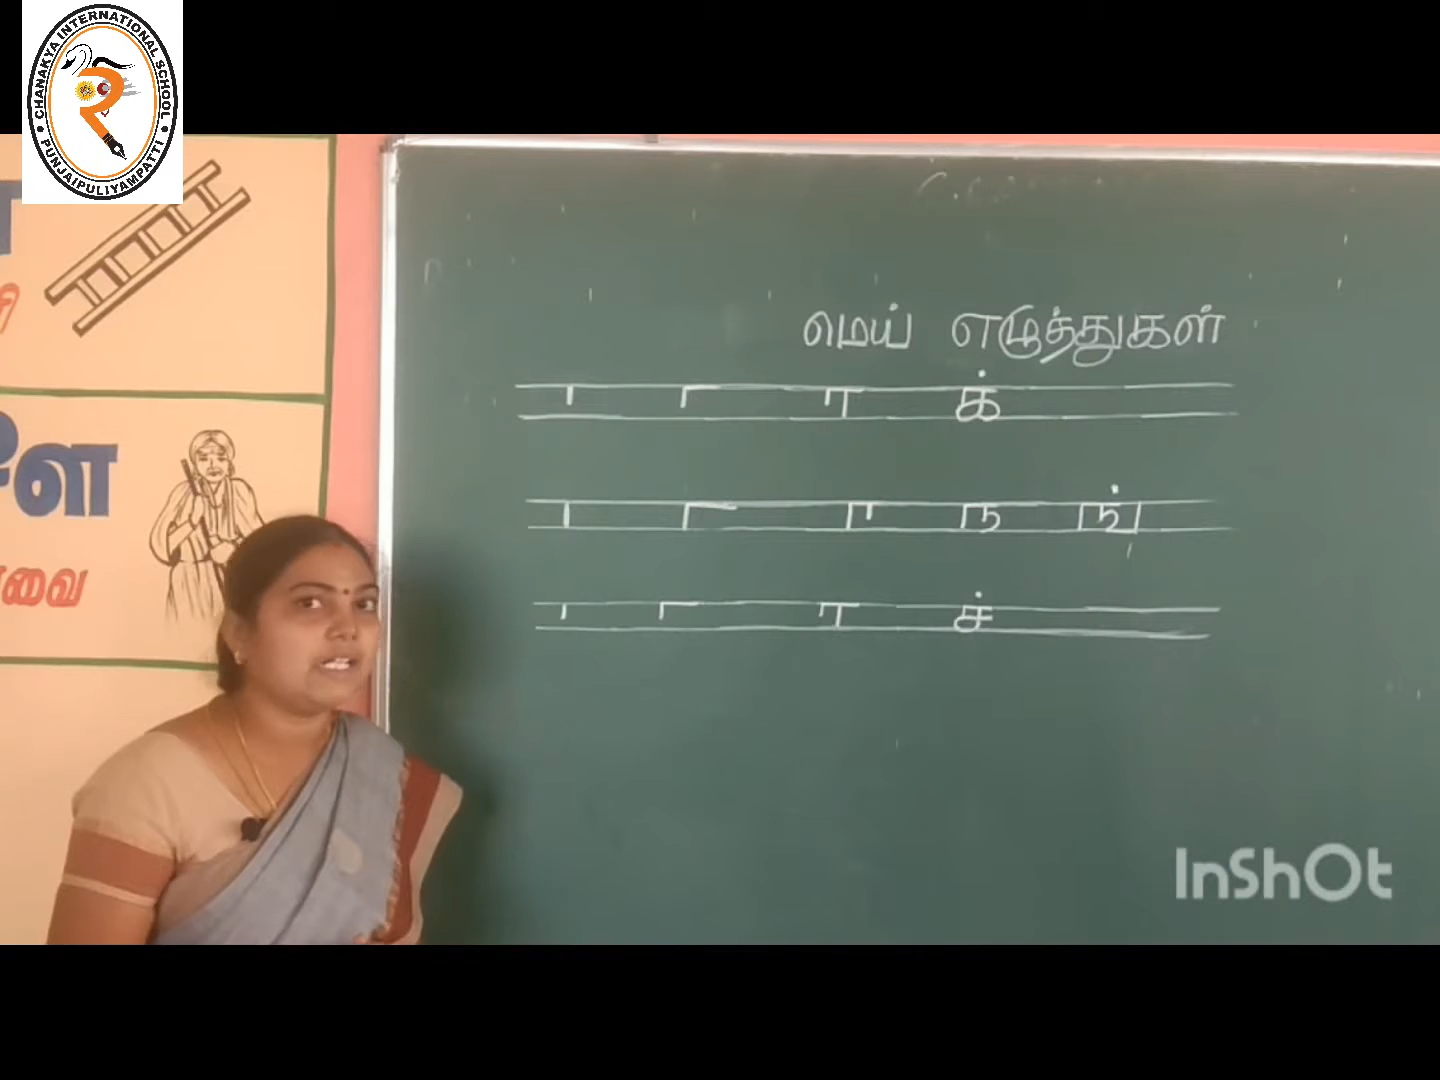 CHANAKYA INTERNATIONAL SCHOOL
PUNJAIPULIYAMPATTI
மெய் எழுத்துகள்
க்
ங்
ச்
ளை
வை
InShOt